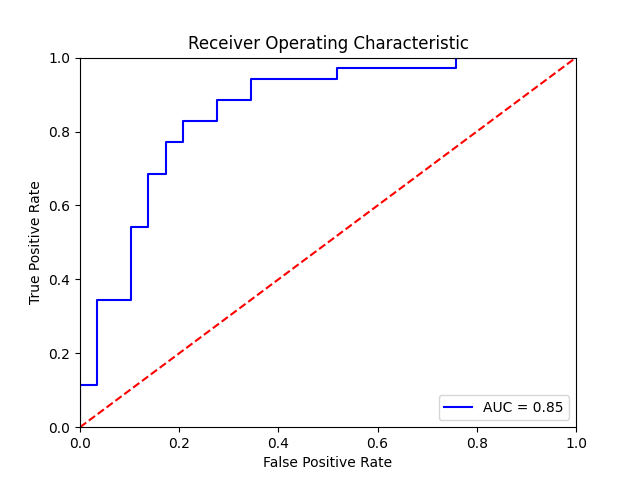 Receiver Operating Characteristic
1.0
0.8
0.6
0.4
0.2
0.0
True Positive Rate
AUC = 0.85
0.0 0.2 0.4 0.6 0.8 1.0
False Positive Rate